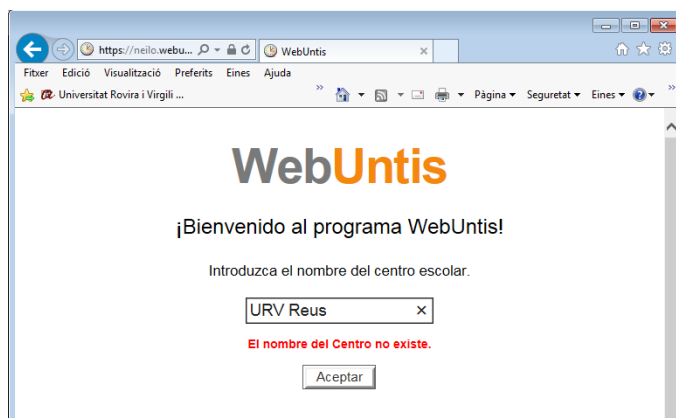 https://neilo.webu...
WebUntis
Fitxer Edició Visualització Preferits Eines Ajuda
Universitat Rovira i Virgili ...
» Pàgina Seguretat Eines »
WebUntis
¡Bienvenido al programa WebUntis!
Introduzca el nombre del centro escolar.
URV Reus
El nombre del Centro no existe.
Aceptar